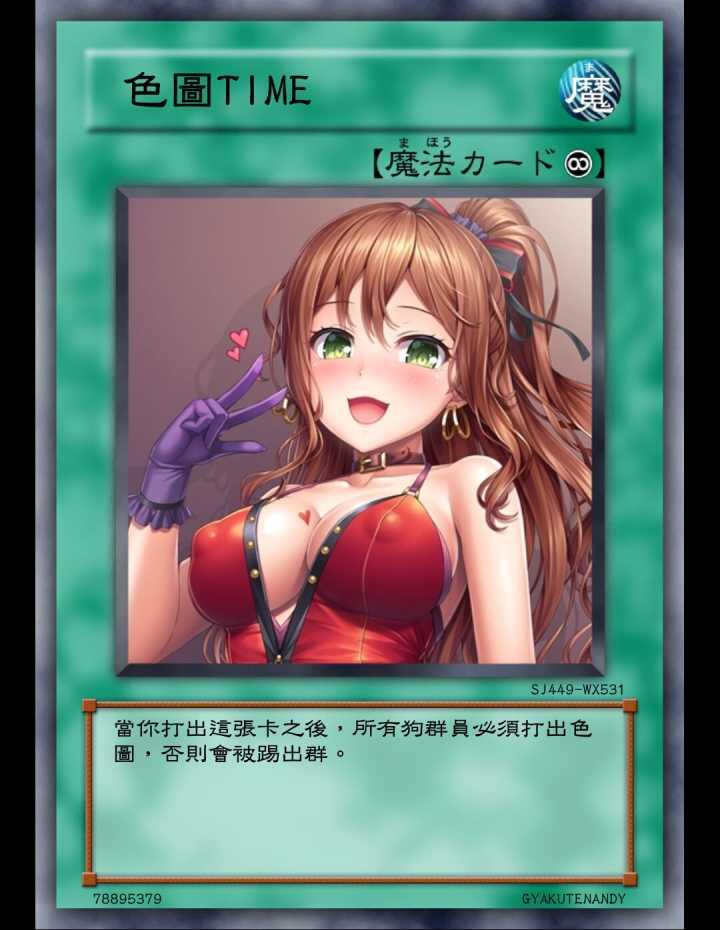 色圖TIME
魔
ま
ま ほう
【魔法カード∞】
SJ449-WX531
當你打出這張卡之後，所有狗群員必須打出色
圖，否則會被踢出群。
78895379
GYAKUTENANDY